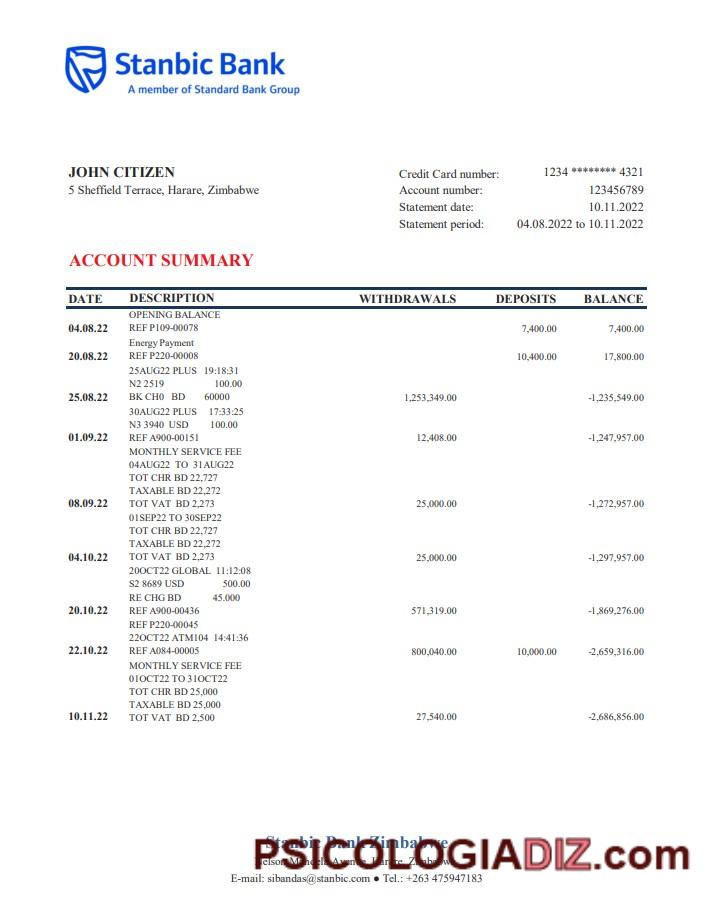 Stanbic Bank
A member of Standard Bank Group
JOHN CITIZEN
5 Sheffield Terrace, Harare, Zimbabwe
Credit Card number: 1234 ******** 4321
Account number: 123456789
Statement date: 10.11.2022
Statement period: 04.08.2022 to 10.11.2022
ACCOUNT SUMMARY
DATE DESCRIPTION WITHDRAWALS DEPOSITS BALANCE
OPENING BALANCE
04.08.22 REF P109-00078 7,400.00 7,400.00
Energy Payment
20.08.22 REF P220-00008 10,400.00 17,800.00
25AUG22 PLUS 19:18:31
N2 2519 100.00
25.08.22 BK CH0 BD 60000 1,253,349.00 -1,235,549.00
30AUG22 PLUS 17:33:25
N3 3940 USD 100.00
01.09.22 REF A900-00151 12,408.00 -1,247,957.00
MONTHLY SERVICE FEE
04AUG22 TO 31AUG22
TOT CHR BD 22,727
TAXABLE BD 22,272
08.09.22 TOT VAT BD 2,273 25,000.00 -1,272,957.00
01SEP22 TO 30SEP22
TOT CHR BD 22,727
TAXABLE BD 22,272
04.10.22 TOT VAT BD 2,273 25,000.00 -1,297,957.00
20OCT22 GLOBAL 11:12:08
S2 8689 USD 500.00
RE CHG BD 45.000
20.10.22 REF A900-00436 571,319.00 -1,869,276.00
REF P220-00045
22OCT22 ATM104 14:41:36
22.10.22 REF A084-00005 800,040.00 10,000.00 -2,659,316.00
MONTHLY SERVICE FEE
01OCT22 TO 31OCT22
TOT CHR BD 25,000
TAXABLE BD 25,000
10.11.22 TOT VAT BD 2,500 27,540.00 -2,686,856.00
Stanbic Bank Zimbabwe
PSICOLOGIADIZ.com
Nelson Mandela Avenue, Harare, Zimbabwe
E-mail: sibandas@stanbic.com ● Tel.: +263 475947183